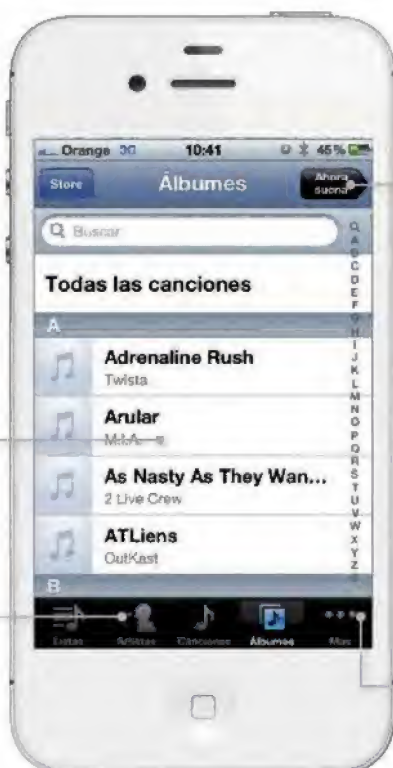 Orange 3G 10:41 45%
Store Álbumes Ahora suena
Buscar
Todas las canciones
A
Adrenaline Rush
Twista
Arular
M.I.A.
As Nasty As They Wan...
2 Live Crew
ATLiens
OutKast
B
Listas Artistas Canciones Álbumes Más
A
B
C
D
E
F
G
H
I
J
K
L
M
N
O
P
Q
R
S
T
U
V
W
X
Y
Z
#